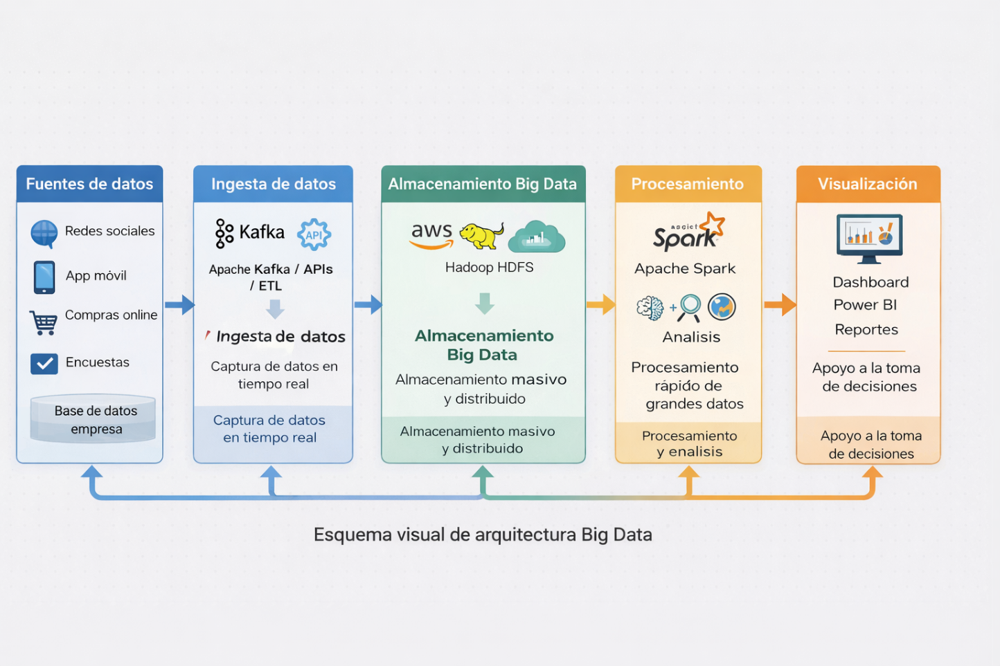 Fuentes de datos
Redes sociales
App móvil
Compras online
Encuestas
Base de datos
empresa
Ingesta de datos
Kafka
API
Apache Kafka / APIs
/ ETL
Ingesta de datos
Captura de datos en
tiempo real
Captura de datos
en tiempo real
Almacenamiento Big Data
aws
Hadoop HDFS
Almacenamiento
Big Data
Almacenamiento masivo
y distribuido
Almacenamiento masivo
y distribuido
Procesamiento
Spark
Apache Spark
+
Analisis
Procesamiento
rápido de
grandes datos
Procesamiento
y enalisis
Visualización
Dashboard
Power BI
Reportes
Apoyo a la toma
de decisiones
Apoyo a la toma
de decisiones
Esquema visual de arquitectura Big Data